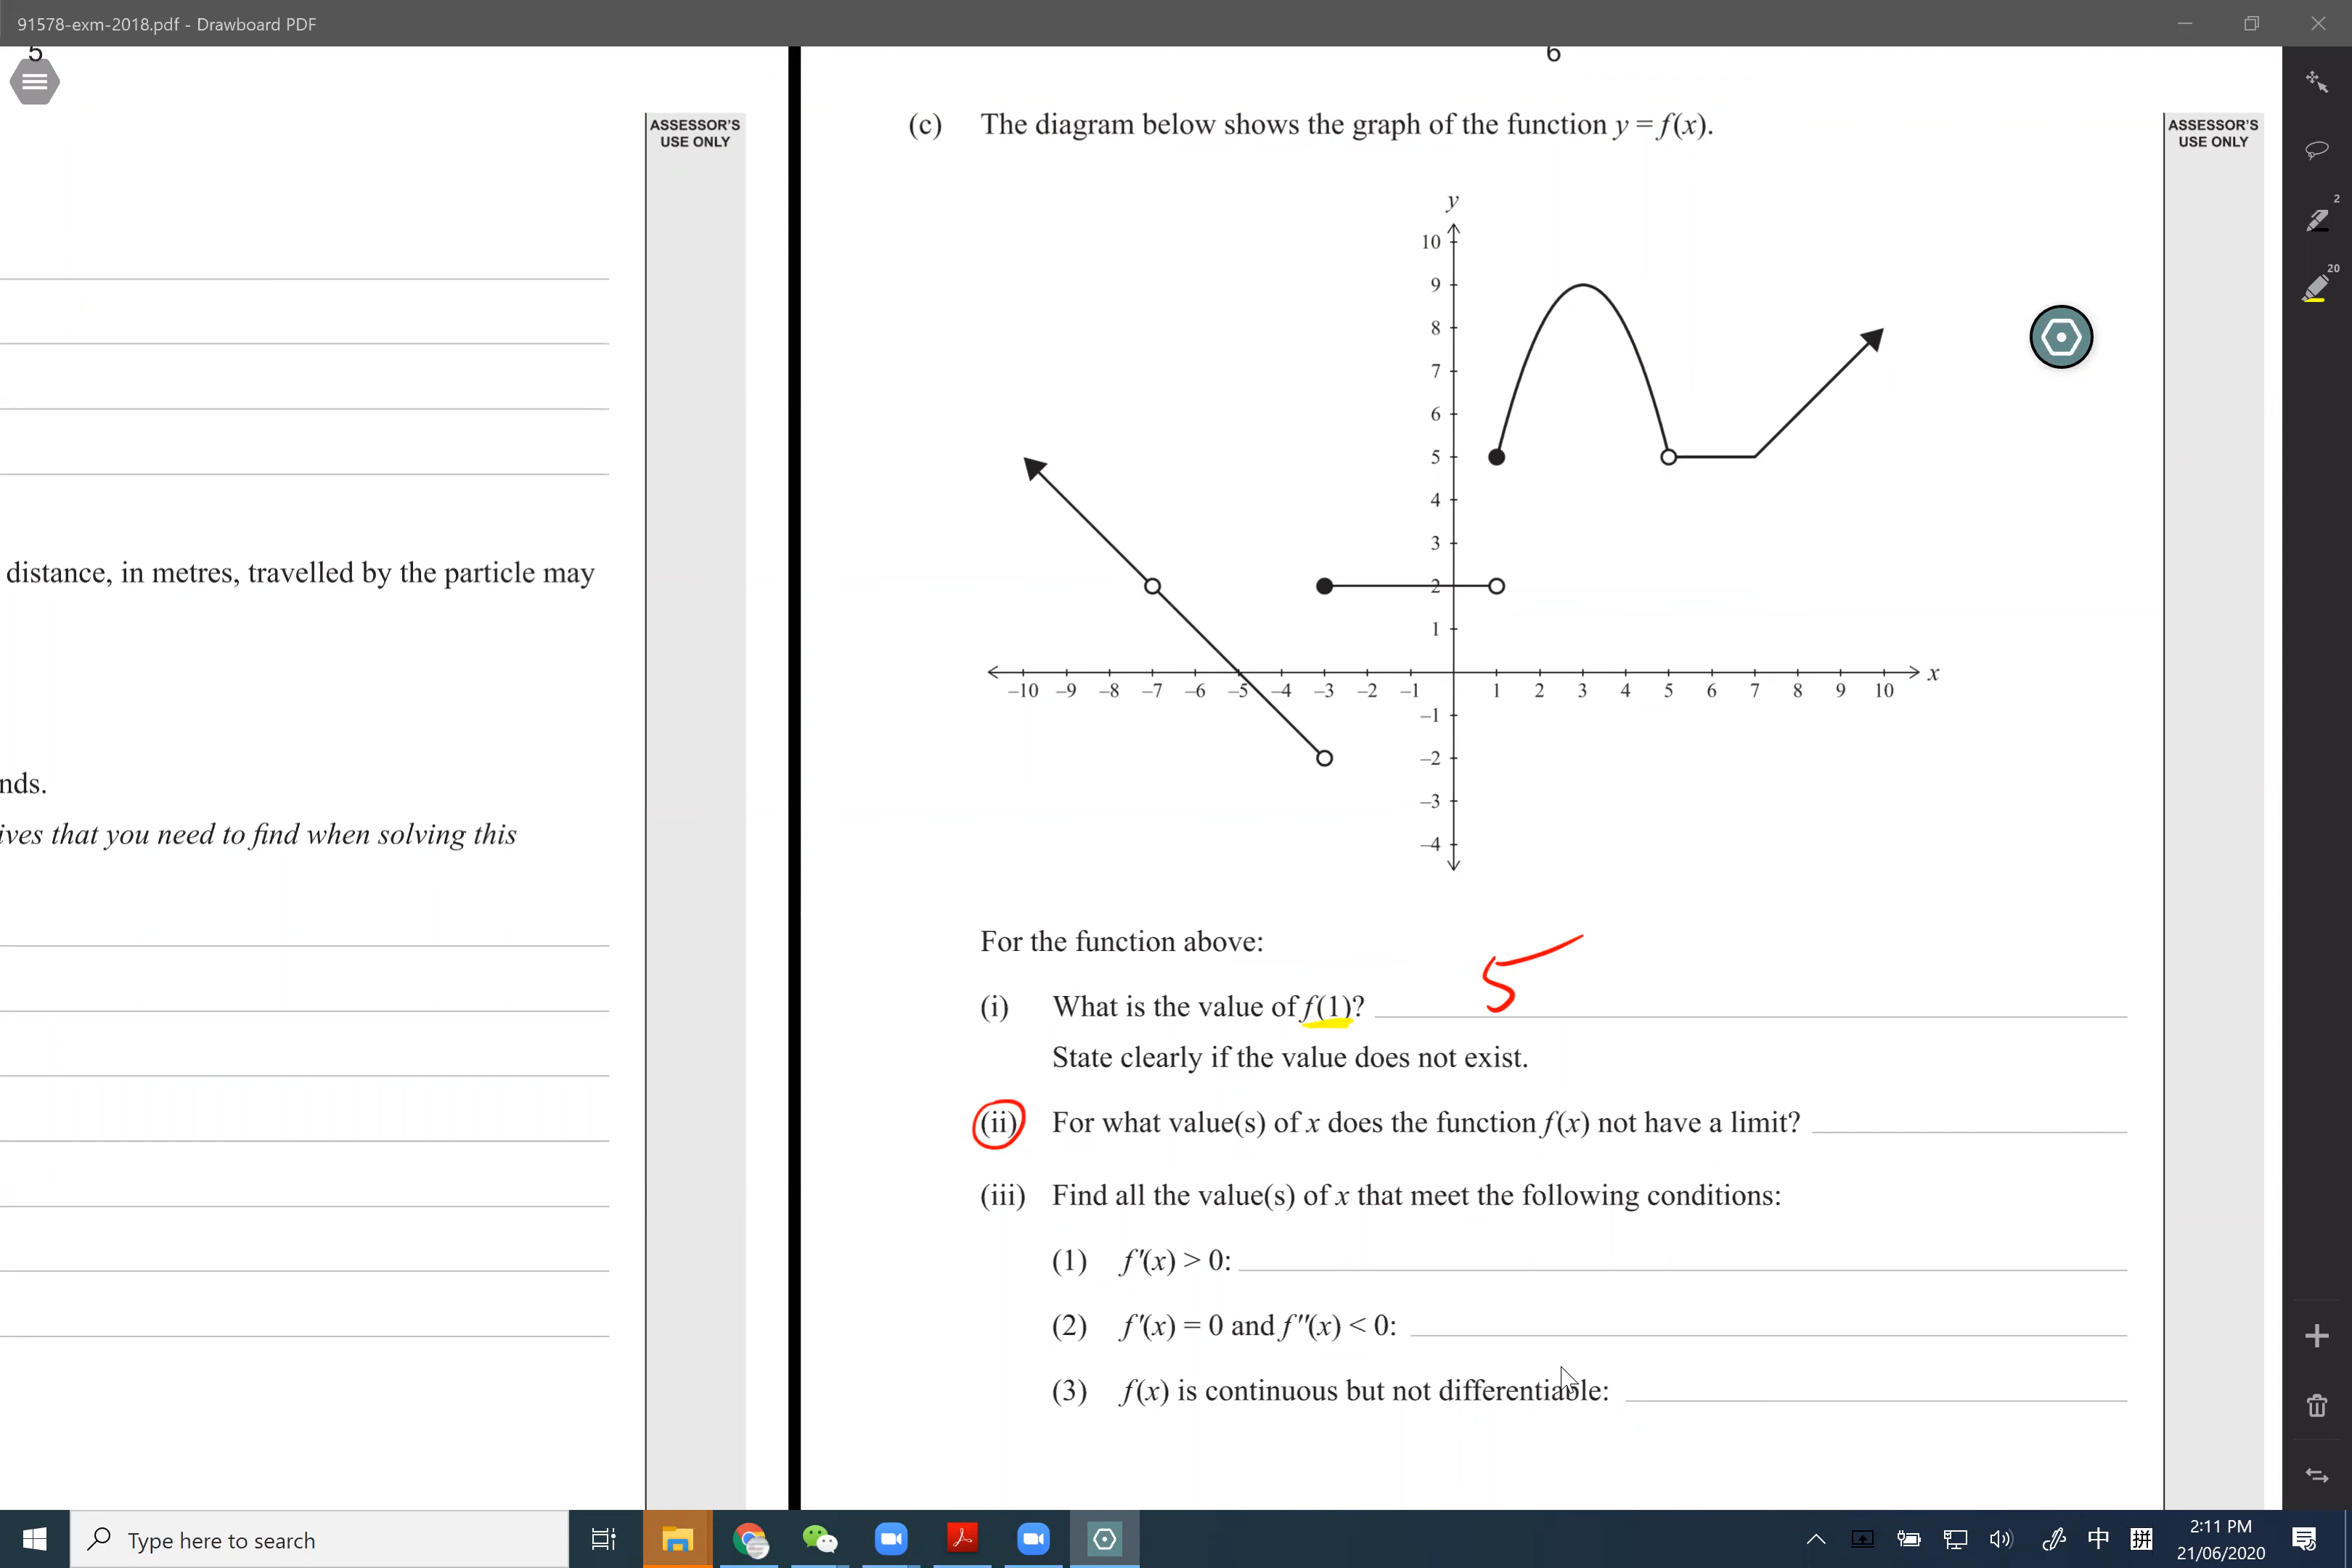 91578-exm-2018.pdf - Drawboard PDF
5
6
ASSESSOR'S
USE ONLY
distance, in metres, travelled by the particle may
nds.
ives that you need to find when solving this
(c) The diagram below shows the graph of the function y = f(x).
ASSESSOR'S
USE ONLY
2
20
y
10
9
8
7
6
5
4
3
2
1
–10 –9 –8 –7 –6 –5 –4 –3 –2 –1 1 2 3 4 5 6 7 8 9 10 x
–1
–2
–3
–4
For the function above:
5
(i) What is the value of f(1)?
State clearly if the value does not exist.
(ii) For what value(s) of x does the function f(x) not have a limit?
(iii) Find all the value(s) of x that meet the following conditions:
(1) f′(x) > 0:
(2) f′(x) = 0 and f″(x) < 0:
(3) f(x) is continuous but not differentiable:
Type here to search
中
拼
2:11 PM
21/06/2020